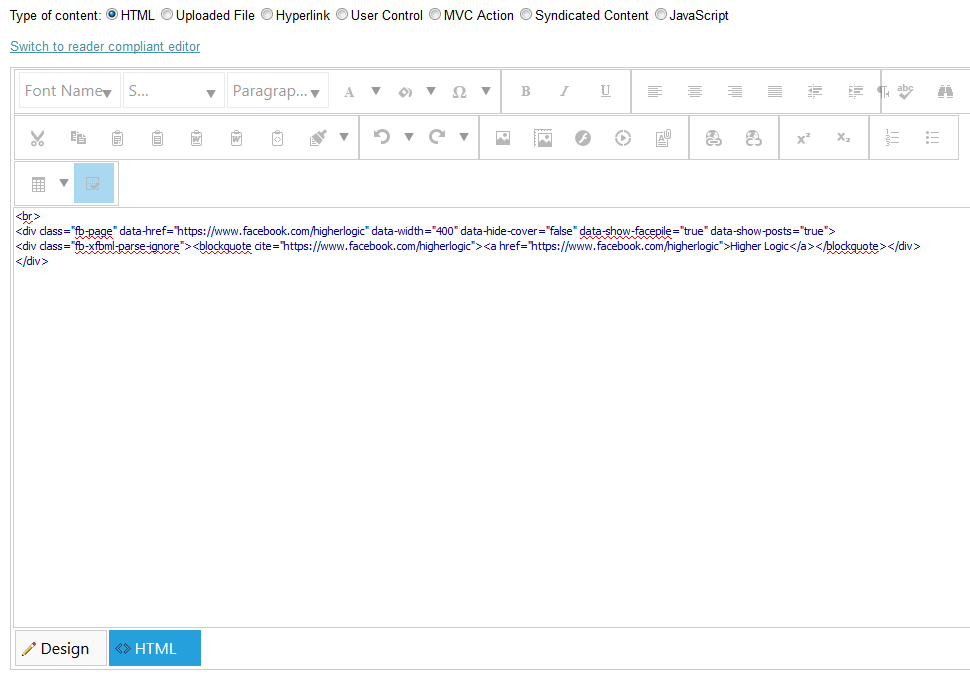 Type of content: HTML Uploaded File Hyperlink User Control MVC Action Syndicated Content JavaScript
Switch to reader compliant editor
Font Name S... Paragrap... A Ω B I U abc
W W A x² x₂
<br>
<div class="fb-page" data-href="https://www.facebook.com/higherlogic" data-width="400" data-hide-cover="false" data-show-facepile="true" data-show-posts="true">
<div class="fb-xfbml-parse-ignore"><blockquote cite="https://www.facebook.com/higherlogic"><a href="https://www.facebook.com/higherlogic">Higher Logic</a></blockquote></div>
</div>
Design <> HTML